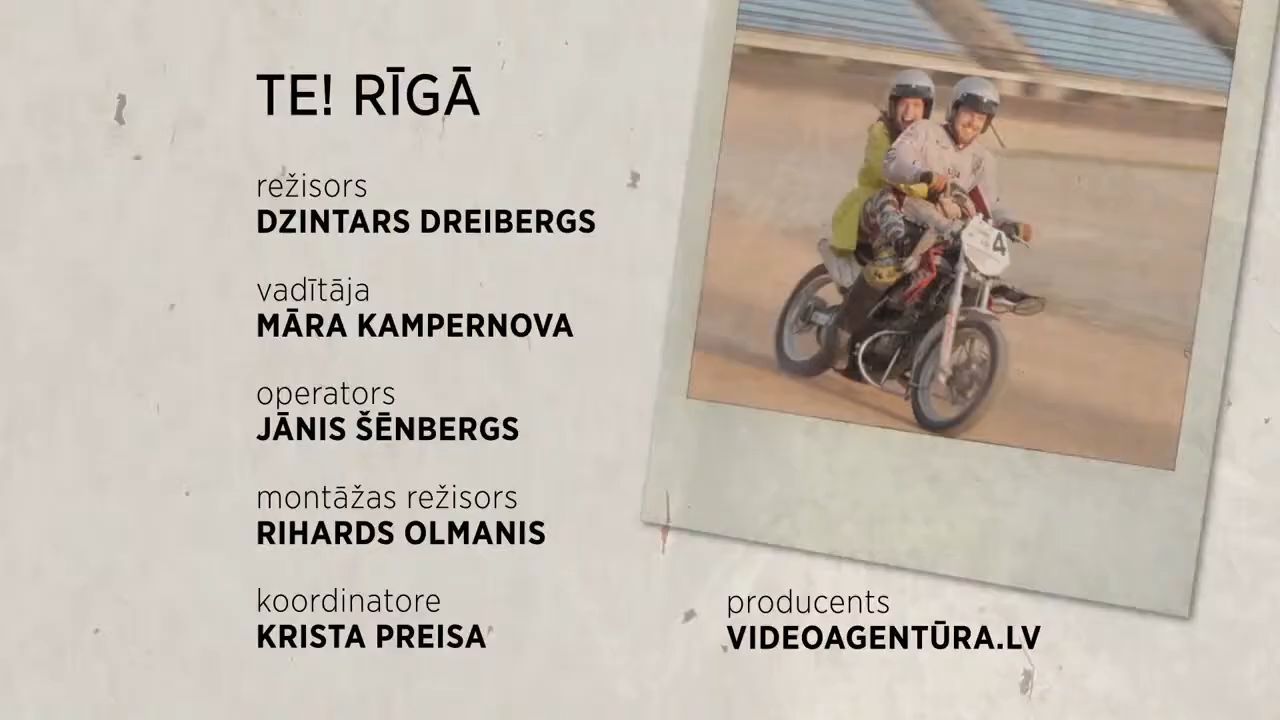 TE! RĪGĀ
režisors
DZINTARS DREIBERGS
vadītāja
MĀRA KAMPERNOVA
operators
JĀNIS ŠĒNBERGS
montāžas režisors
RIHARDS OLMANIS
koordinatore
KRISTA PREISA
producents
VIDEOAGENTŪRA.LV
4